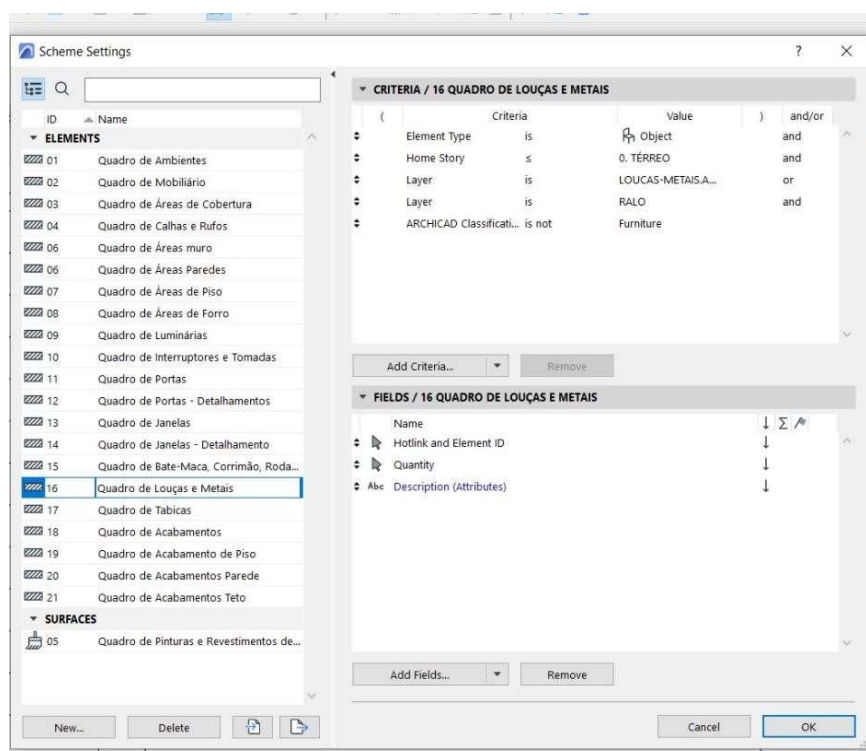 Scheme Settings
? ×
ID Name
ELEMENTS
01 Quadro de Ambientes
02 Quadro de Mobiliário
03 Quadro de Áreas de Cobertura
04 Quadro de Calhas e Rufos
06 Quadro de Áreas muro
06 Quadro de Áreas Paredes
07 Quadro de Áreas de Piso
08 Quadro de Áreas de Forro
09 Quadro de Luminárias
10 Quadro de Interruptores e Tomadas
11 Quadro de Portas
12 Quadro de Portas - Detalhamentos
13 Quadro de Janelas
14 Quadro de Janelas - Detalhamento
15 Quadro de Bate-Maca, Corrimão, Roda...
16 Quadro de Louças e Metais
17 Quadro de Tabicas
18 Quadro de Acabamentos
19 Quadro de Acabamento de Piso
20 Quadro de Acabamentos Parede
21 Quadro de Acabamentos Teto
SURFACES
05 Quadro de Pinturas e Revestimentos de...
New... Delete
CRITERIA / 16 QUADRO DE LOUÇAS E METAIS
( Criteria Value ) and/or
Element Type is Object and
Home Story ≤ 0. TÉRREO and
Layer is LOUCAS-METAIS.A... or
Layer is RALO and
ARCHICAD Classificati... is not Furniture
Add Criteria... Remove
FIELDS / 16 QUADRO DE LOUÇAS E METAIS
Name ↓ Σ
Hotlink and Element ID ↓
Quantity ↓
Abc Description (Attributes) ↓
Add Fields... Remove
Cancel OK